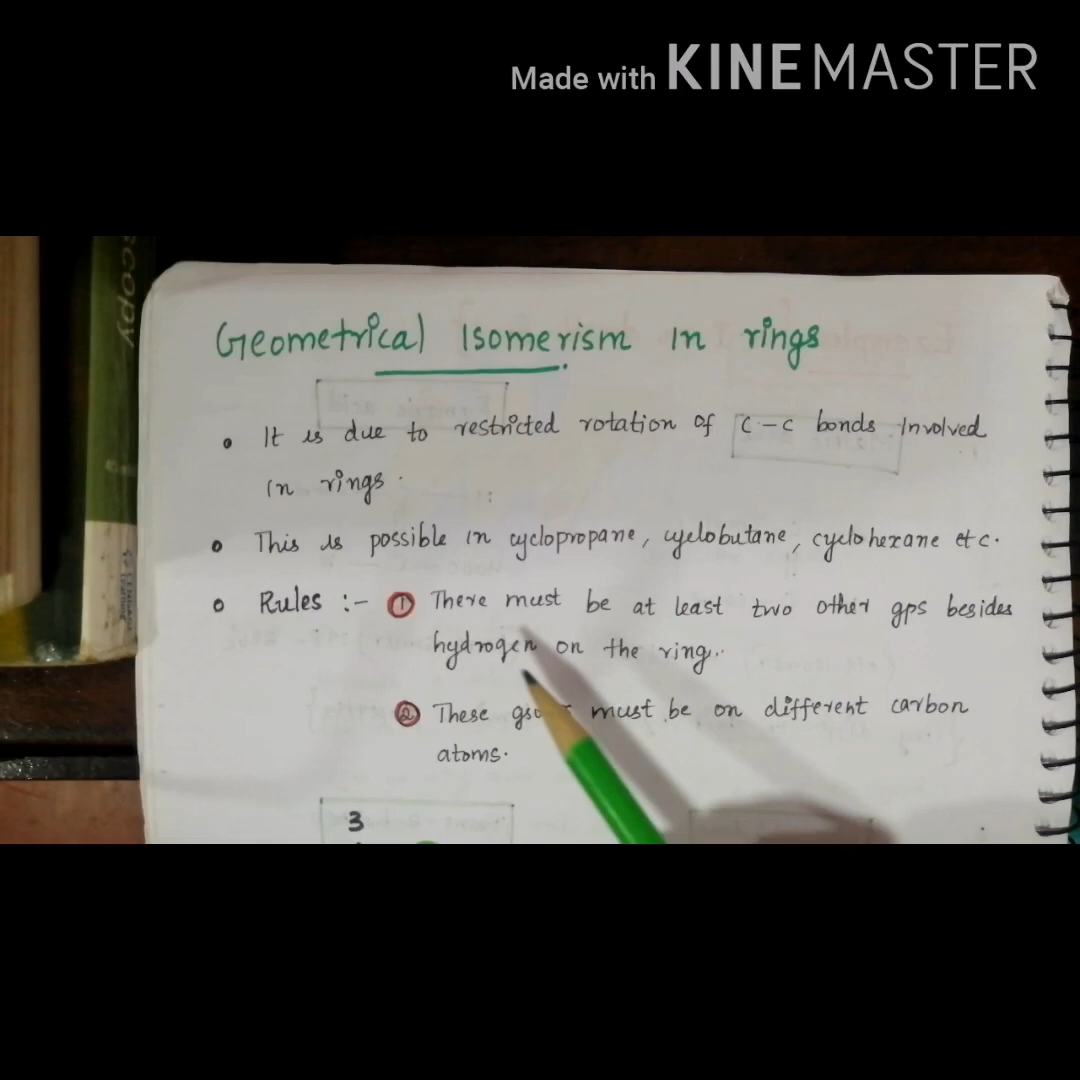 Made with KINEMASTER
copy
Geometrical Isomerism In rings
• It is due to restricted rotation of C-C bonds Involved
In rings.
• This is possible in cyclopropane, cyclobutane, cyclohexane etc.
• Rules :- ① There must be at least two other gps besides
hydrogen on the ring.
② These must be on different carbon
atoms.
3